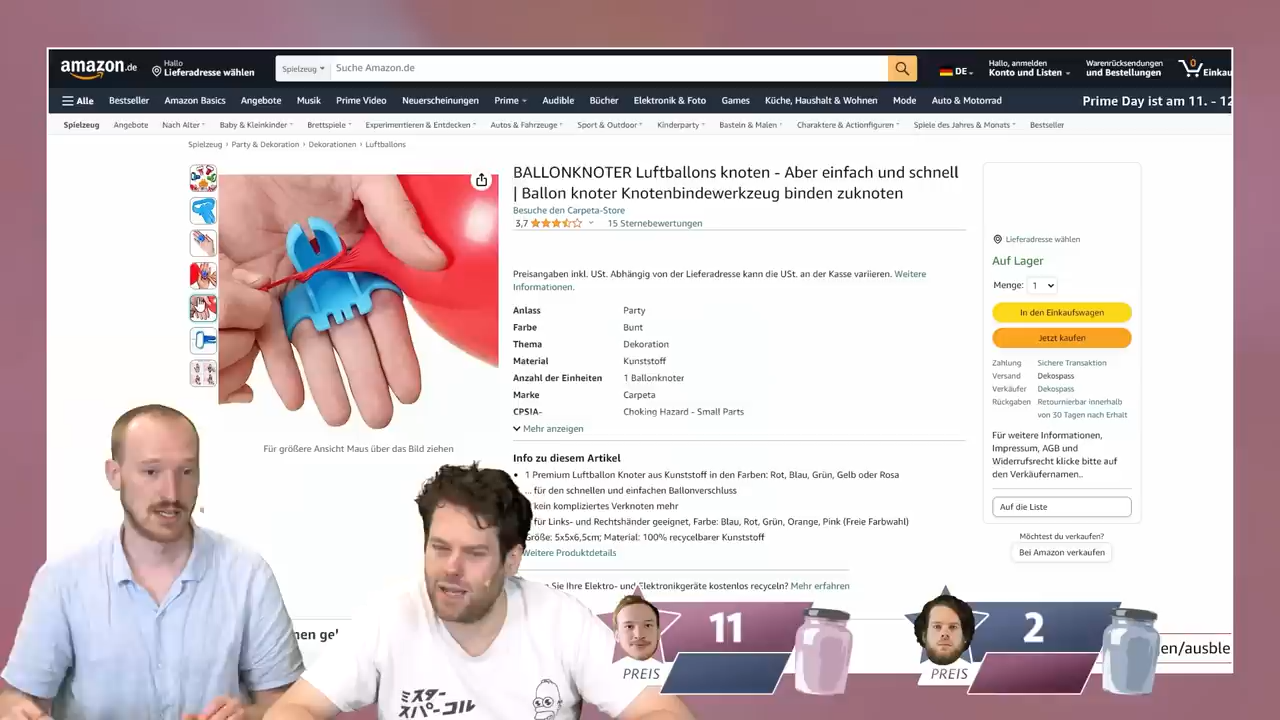 amazon.de
Hallo
Lieferadresse wählen
Spielzeug
Suche Amazon.de
DE
Hallo, anmelden
Konto und Listen
Warenrücksendungen
und Bestellungen
0
Einkau
Alle
Bestseller
Amazon Basics
Angebote
Musik
Prime Video
Neuerscheinungen
Prime
Audible
Bücher
Elektronik & Foto
Games
Küche, Haushalt & Wohnen
Mode
Auto & Motorrad
Prime Day ist am 11. - 12
Spielzeug
Angebote
Nach Alter
Baby & Kleinkinder
Brettspiele
Experimentieren & Entdecken
Autos & Fahrzeuge
Sport & Outdoor
Kinderparty
Basteln & Malen
Charaktere & Actionfiguren
Spiele des Jahres & Monats
Bestseller
Spielzeug › Party & Dekoration › Dekorationen › Luftballons
BALLONKNOTER Luftballons knoten - Aber einfach und schnell
| Ballon knoter Knotenbindewerkzeug binden zuknoten
Besuche den Carpeta-Store
3,7
15 Sternebewertungen
Preisangaben inkl. USt. Abhängig von der Lieferadresse kann die USt. an der Kasse variieren. Weitere
Informationen.
Anlass Party
Farbe Bunt
Thema Dekoration
Material Kunststoff
Anzahl der Einheiten 1 Ballonknoter
Marke Carpeta
CPSIA- Choking Hazard - Small Parts
Mehr anzeigen
Für größere Ansicht Maus über das Bild ziehen
Info zu diesem Artikel
• 1 Premium Luftballon Knoter aus Kunststoff in den Farben: Rot, Blau, Grün, Gelb oder Rosa
... für den schnellen und einfachen Ballonverschluss
kein kompliziertes Verknoten mehr
für Links- und Rechtshänder geeignet, Farbe: Blau, Rot, Grün, Orange, Pink (Freie Farbwahl)
Größe: 5x5x6,5cm; Material: 100% recycelbarer Kunststoff
Weitere Produktdetails
Sie Ihre Elektro- und Elektronikgeräte kostenlos recyceln? Mehr erfahren
Lieferadresse wählen
Auf Lager
Menge: 1
In den Einkaufswagen
Jetzt kaufen
Zahlung Sichere Transaktion
Versand Dekospass
Verkäufer Dekospass
Rückgaben Retournierbar innerhalb
von 30 Tagen nach Erhalt
Für weitere Informationen,
Impressum, AGB und
Widerrufsrecht klicke bitte auf
den Verkäufernamen..
Auf die Liste
Möchtest du verkaufen?
Bei Amazon verkaufen
en/ausble
11
PREIS
2
PREIS
ミスター
スパーコル